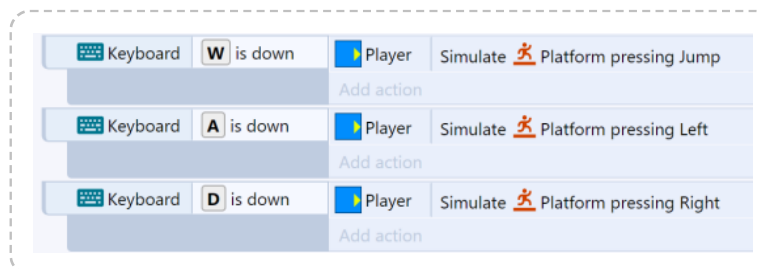 Keyboard W is down Player Simulate Platform pressing Jump
Add action
Keyboard A is down Player Simulate Platform pressing Left
Add action
Keyboard D is down Player Simulate Platform pressing Right
Add action